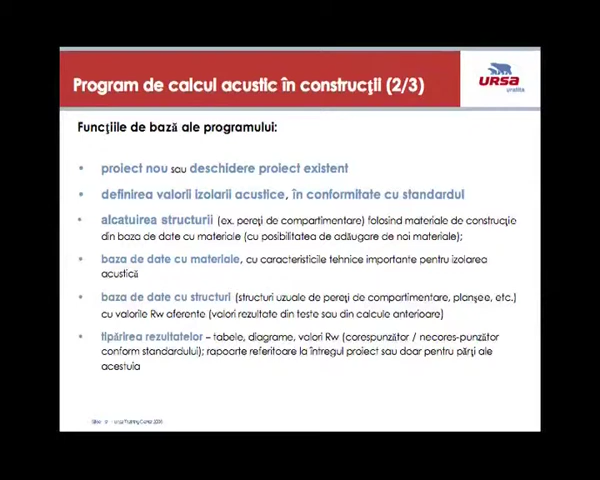 Program de calcul acustic în construcţii (2/3)
URSA
uralita
Funcţiile de bază ale programului:
• proiect nou sau deschidere proiect existent
• definirea valorii izolarii acustice, în conformitate cu standardul
• alcatuirea structurii (ex. pereţi de compartimentare) folosind materiale de construcţie
din baza de date cu materiale (cu posibilitatea de adăugare de noi materiale);
• baza de date cu materiale, cu caracteristicile tehnice importante pentru izolarea
acustică
• baza de date cu structuri (structuri uzuale de pereţi de compartimentare, planşee, etc.)
cu valorile Rw aferente (valori rezultate din teste sau din calcule anterioare)
• tipărirea rezultatelor – tabele, diagrame, valori Rw (corespunzător / necores-punzător
conform standardului); rapoarte referitoare la întregul proiect sau doar pentru părţi ale
acestuia
Training